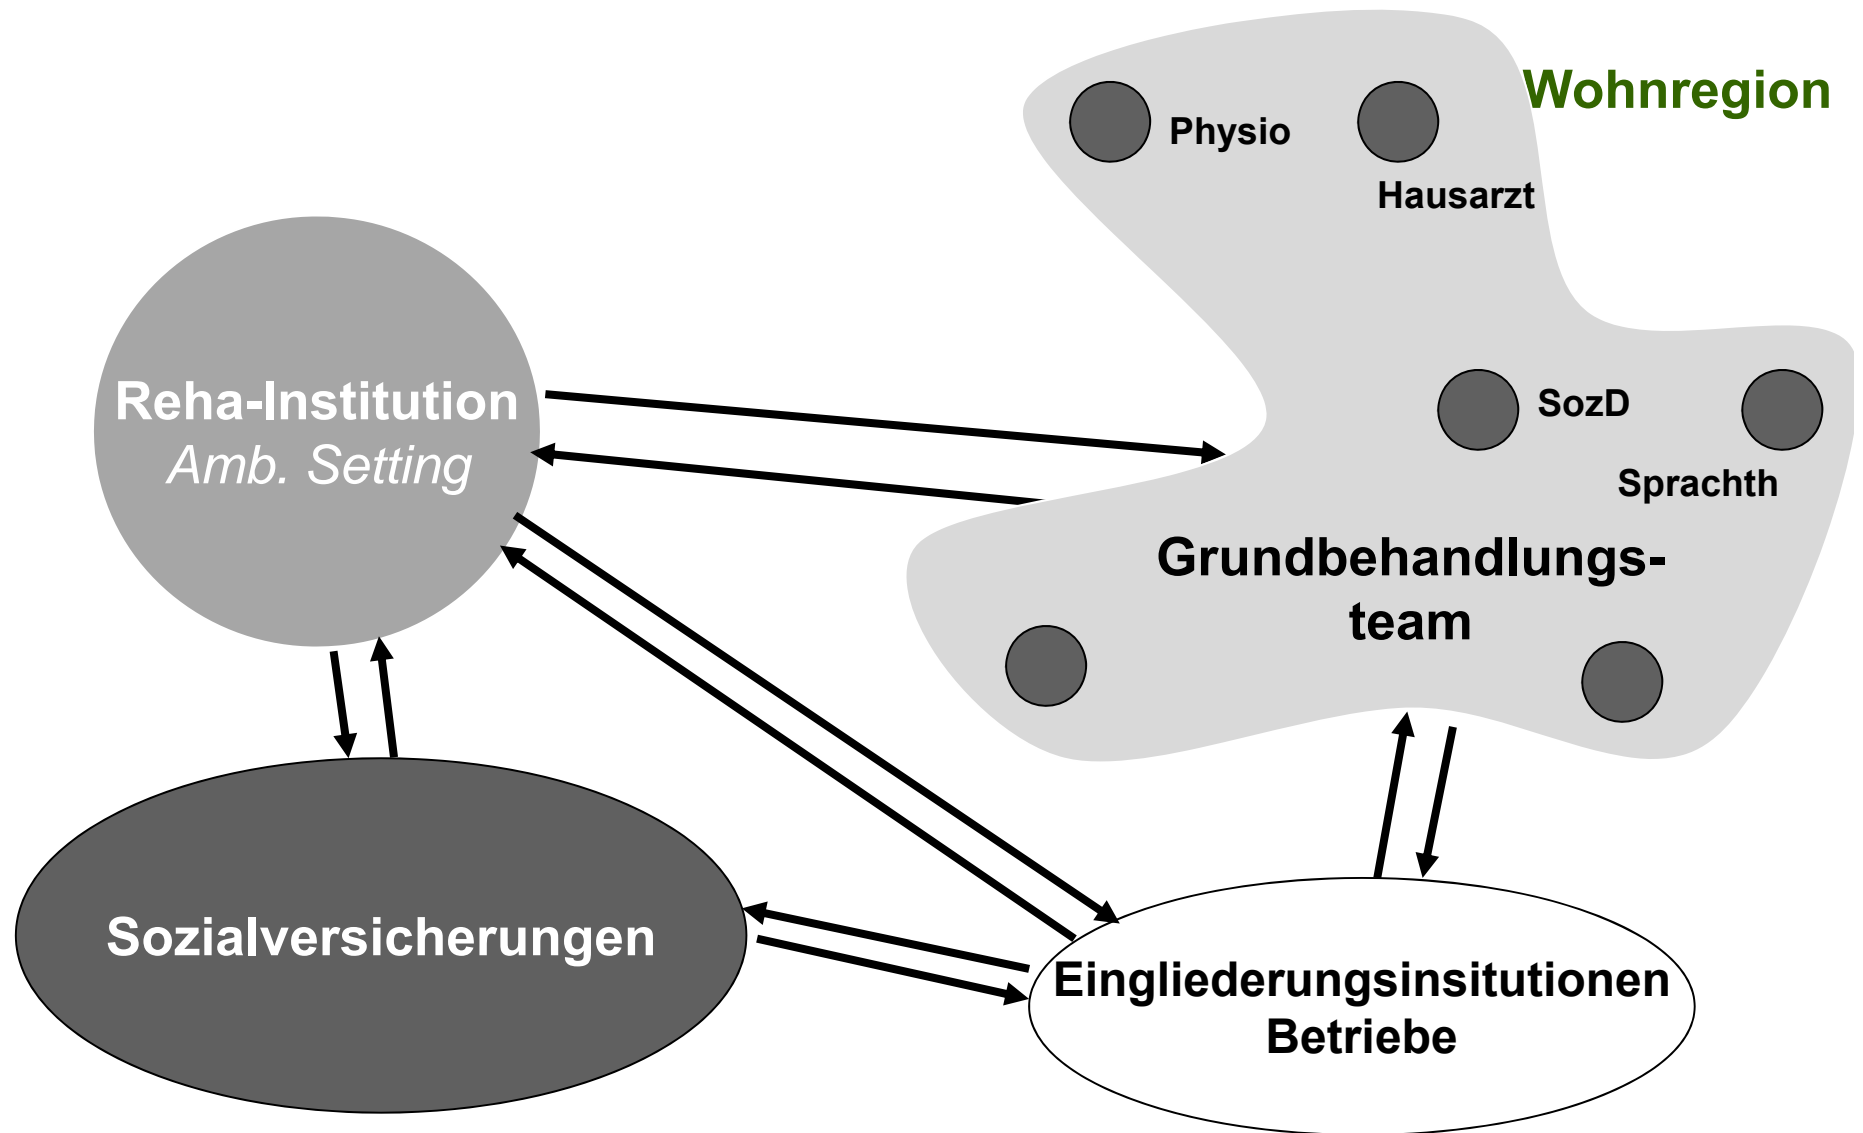 Wohnregion
Physio
Hausarzt
Reha-Institution
Amb. Setting
SozD
Sprachth
Grundbehandlungs-
team
Sozialversicherungen
Eingliederungsinsitutionen
Betriebe